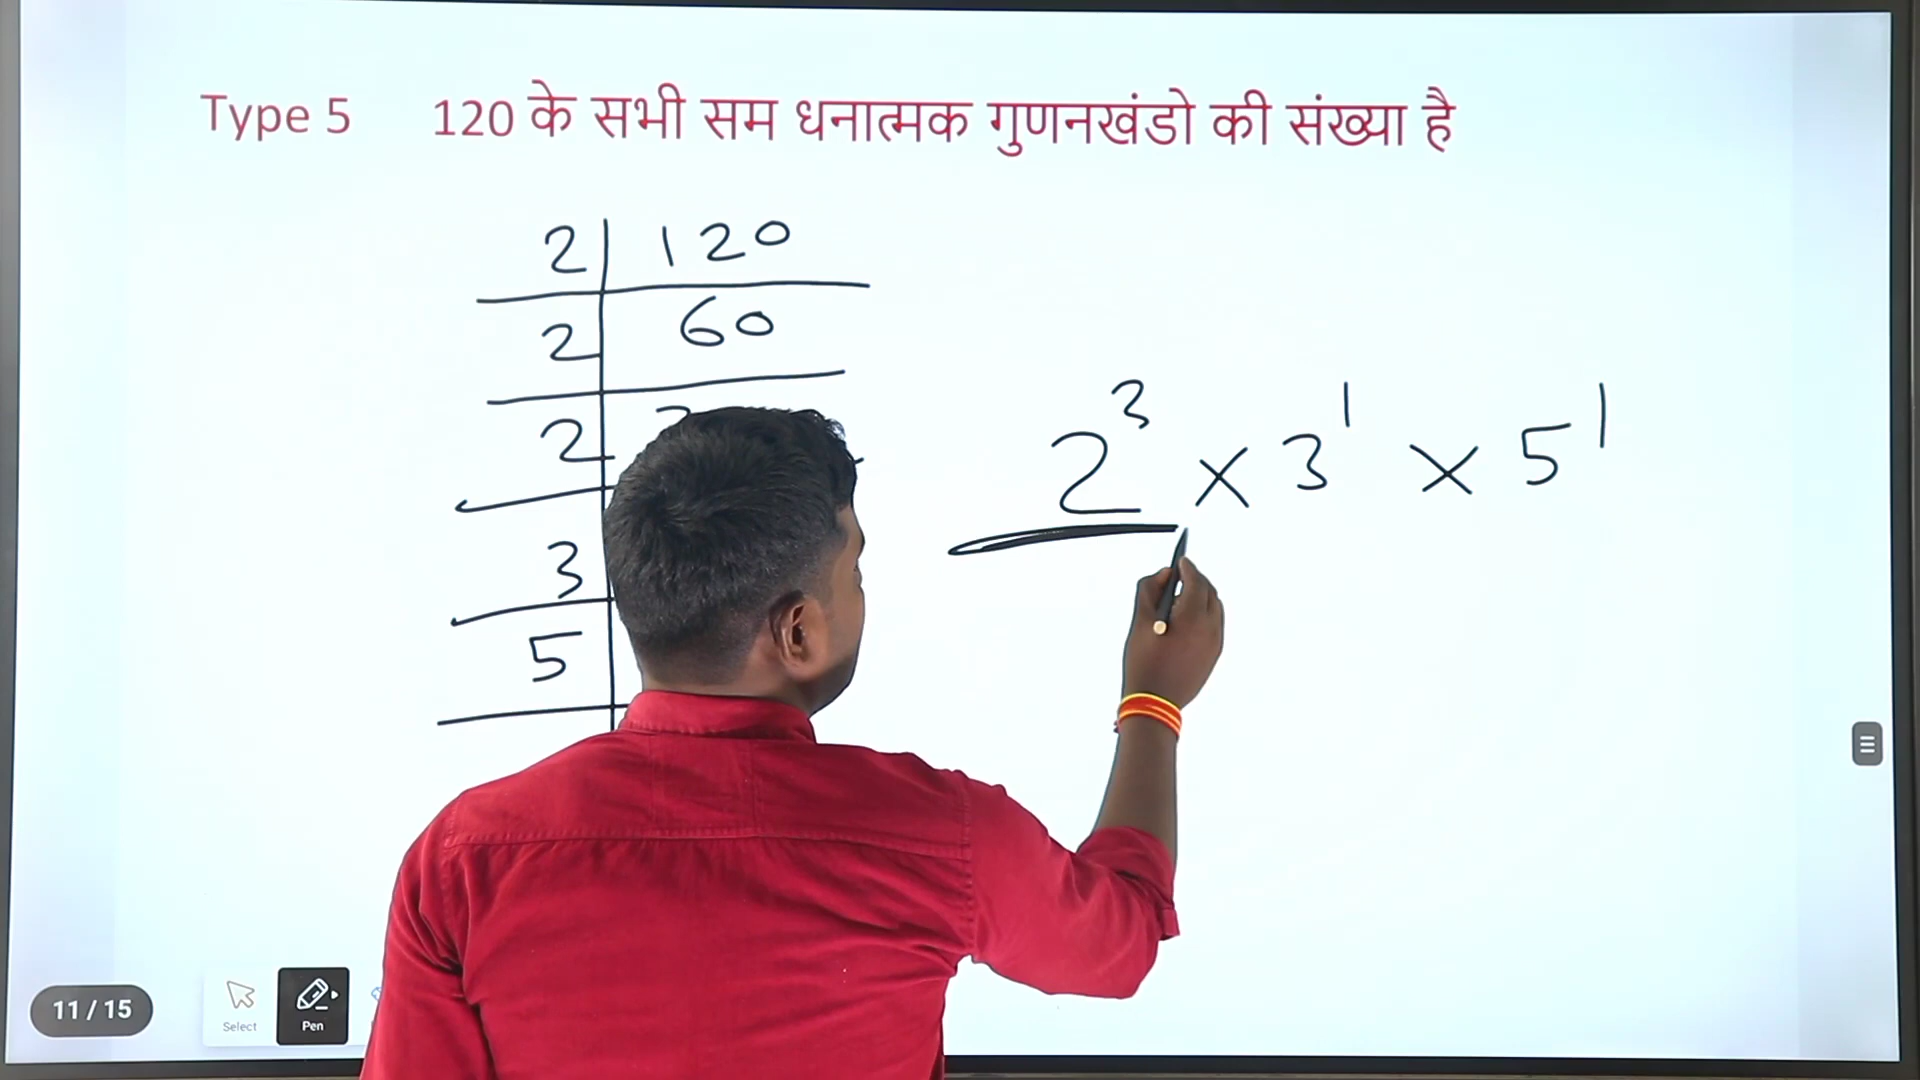 Type 5 120 के सभी सम धनात्मक गुणनखंडो की संख्या है
2 120
2 60
2
3
5
2³ × 3¹ × 5¹
11 / 15
Select
Pen